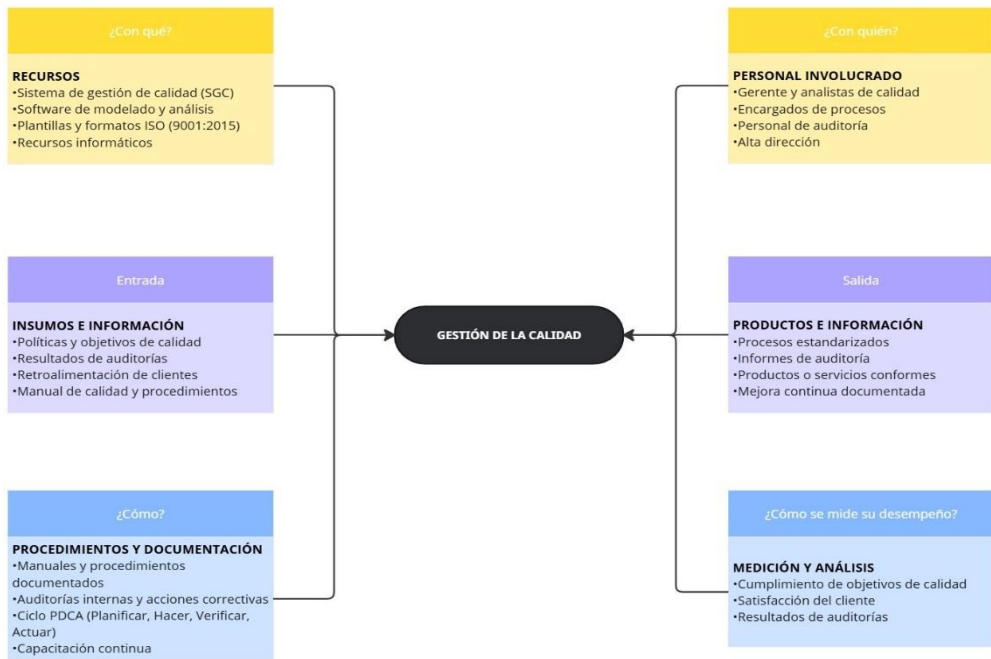 ¿Con qué?
RECURSOS
•Sistema de gestión de calidad (SGC)
•Software de modelado y análisis
•Plantillas y formatos ISO (9001:2015)
•Recursos informáticos
¿Con quién?
PERSONAL INVOLUCRADO
•Gerente y analistas de calidad
•Encargados de procesos
•Personal de auditoría
•Alta dirección
Entrada
INSUMOS E INFORMACIÓN
•Políticas y objetivos de calidad
•Resultados de auditorías
•Retroalimentación de clientes
•Manual de calidad y procedimientos
GESTIÓN DE LA CALIDAD
Salida
PRODUCTOS E INFORMACIÓN
•Procesos estandarizados
•Informes de auditoría
•Productos o servicios conformes
•Mejora continua documentada
¿Cómo?
PROCEDIMIENTOS Y DOCUMENTACIÓN
•Manuales y procedimientos
documentados
•Auditorías internas y acciones correctivas
•Ciclo PDCA (Planificar, Hacer, Verificar,
Actuar)
•Capacitación continua
¿Cómo se mide su desempeño?
MEDICIÓN Y ANÁLISIS
•Cumplimiento de objetivos de calidad
•Satisfacción del cliente
•Resultados de auditorías